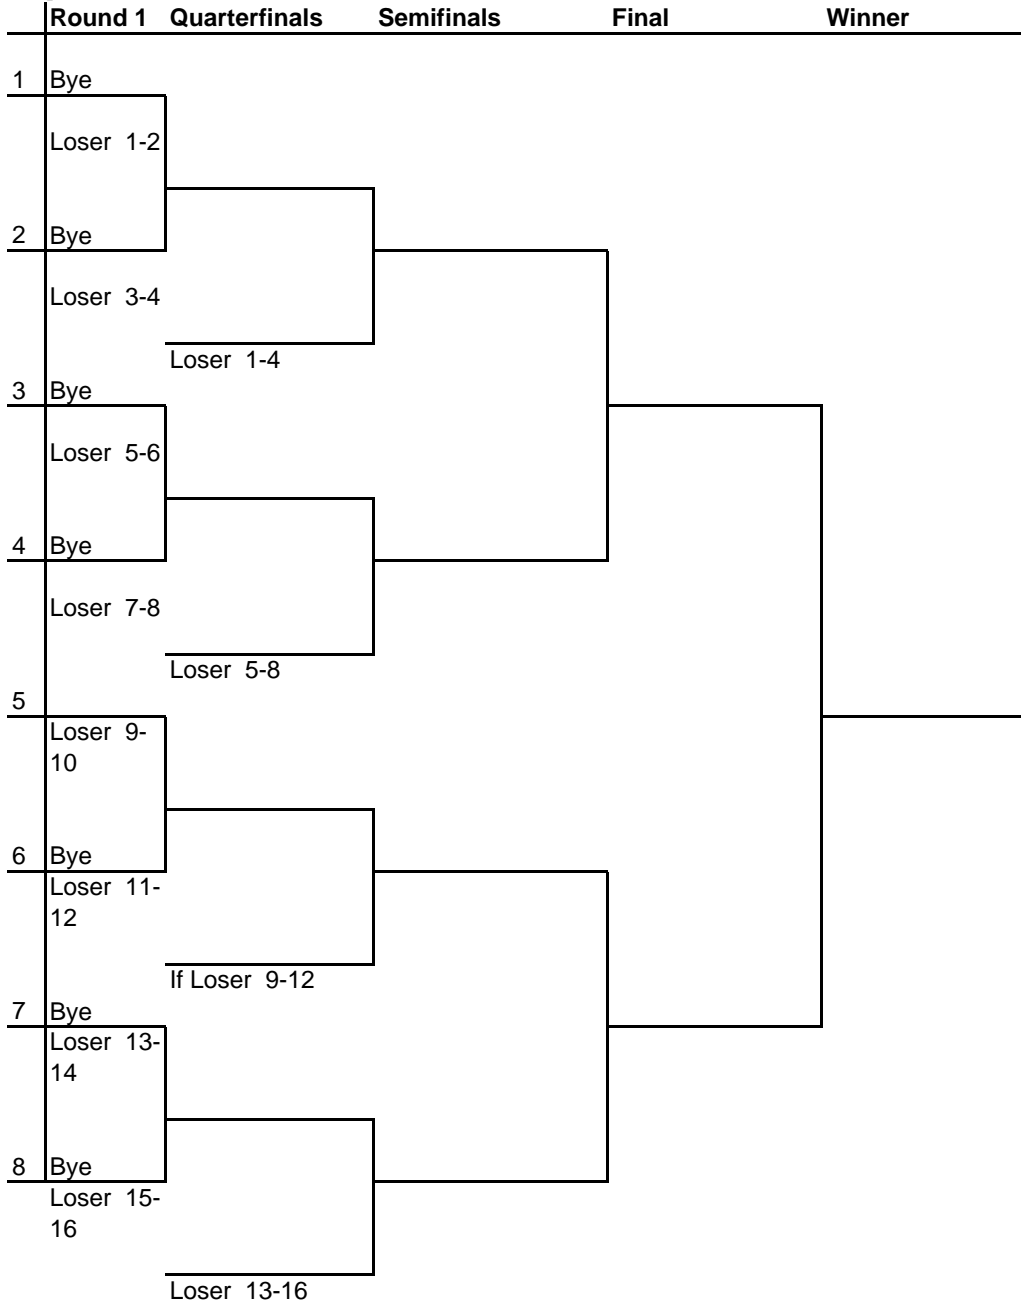 Round 1 Quarterfinals Semifinals Final Winner
1 Bye
Loser 1-2
2 Bye
Loser 3-4
Loser 1-4
3 Bye
Loser 5-6
4 Bye
Loser 7-8
Loser 5-8
5
Loser 9-
10
6 Bye
Loser 11-
12
If Loser 9-12
7 Bye
Loser 13-
14
8 Bye
Loser 15-
16
Loser 13-16